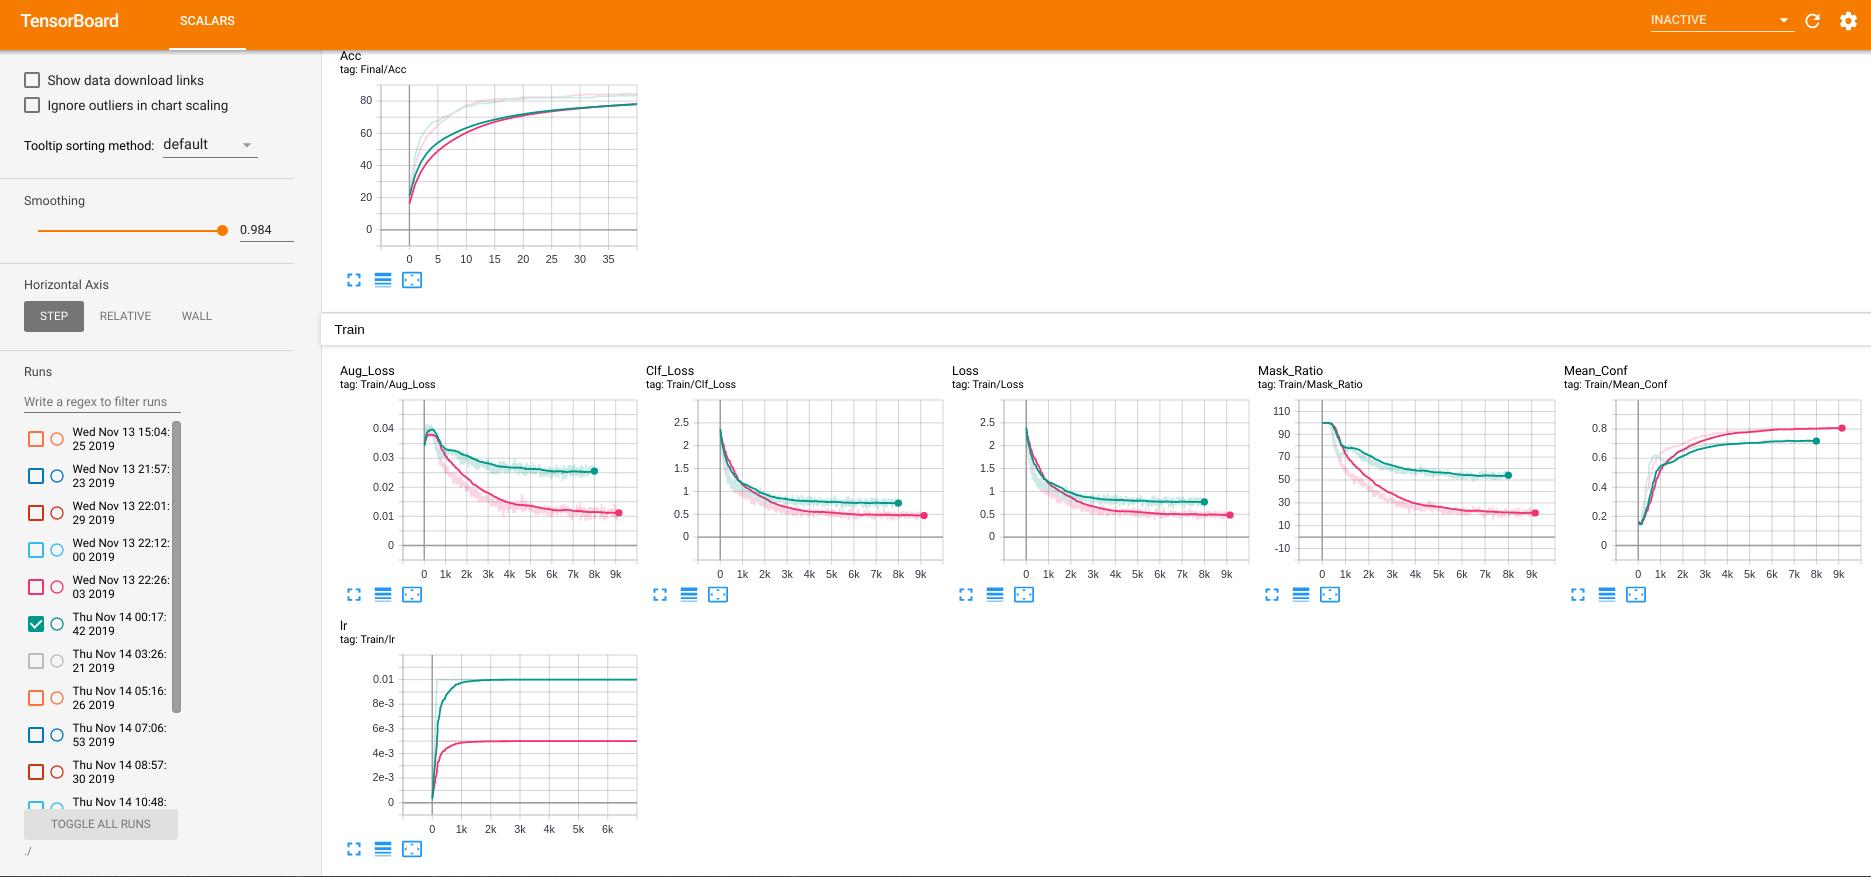 TensorBoard
SCALARS
INACTIVE
Show data download links
Ignore outliers in chart scaling
Tooltip sorting method: default
Smoothing
0.984
Horizontal Axis
STEP RELATIVE WALL
Runs
Write a regex to filter runs
Wed Nov 13 15:04:
25 2019
Wed Nov 13 21:57:
23 2019
Wed Nov 13 22:01:
29 2019
Wed Nov 13 22:12:
00 2019
Wed Nov 13 22:26:
03 2019
Thu Nov 14 00:17:
42 2019
Thu Nov 14 03:26:
21 2019
Thu Nov 14 05:16:
26 2019
Thu Nov 14 07:06:
53 2019
Thu Nov 14 08:57:
30 2019
Thu Nov 14 10:48:
TOGGLE ALL RUNS
./
Acc
tag: Final/Acc
80
60
40
20
0
0 5 10 15 20 25 30 35
Train
Aug_Loss
tag: Train/Aug_Loss
0.04
0.03
0.02
0.01
0
0 1k 2k 3k 4k 5k 6k 7k 8k 9k
Clf_Loss
tag: Train/Clf_Loss
2.5
2
1.5
1
0.5
0
0 1k 2k 3k 4k 5k 6k 7k 8k 9k
Loss
tag: Train/Loss
2.5
2
1.5
1
0.5
0
0 1k 2k 3k 4k 5k 6k 7k 8k 9k
Mask_Ratio
tag: Train/Mask_Ratio
110
90
70
50
30
10
-10
0 1k 2k 3k 4k 5k 6k 7k 8k 9k
Mean_Conf
tag: Train/Mean_Conf
0.8
0.6
0.4
0.2
0
0 1k 2k 3k 4k 5k 6k 7k 8k 9k
lr
tag: Train/lr
0.01
8e-3
6e-3
4e-3
2e-3
0
0 1k 2k 3k 4k 5k 6k